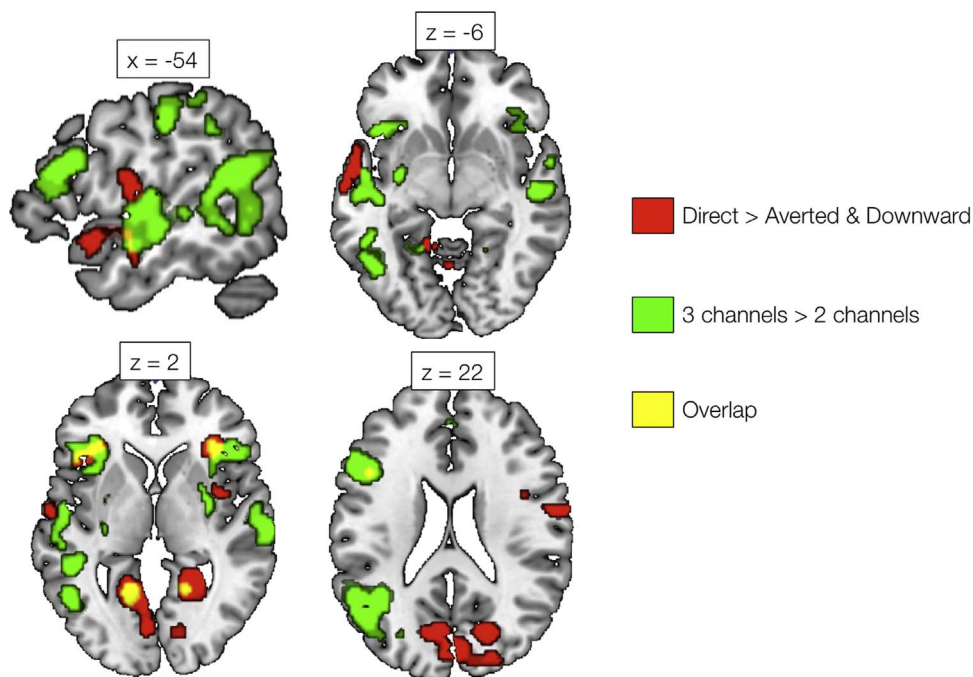 x = -54
z = -6
z = 2
z = 22
Direct > Averted & Downward
3 channels > 2 channels
Overlap